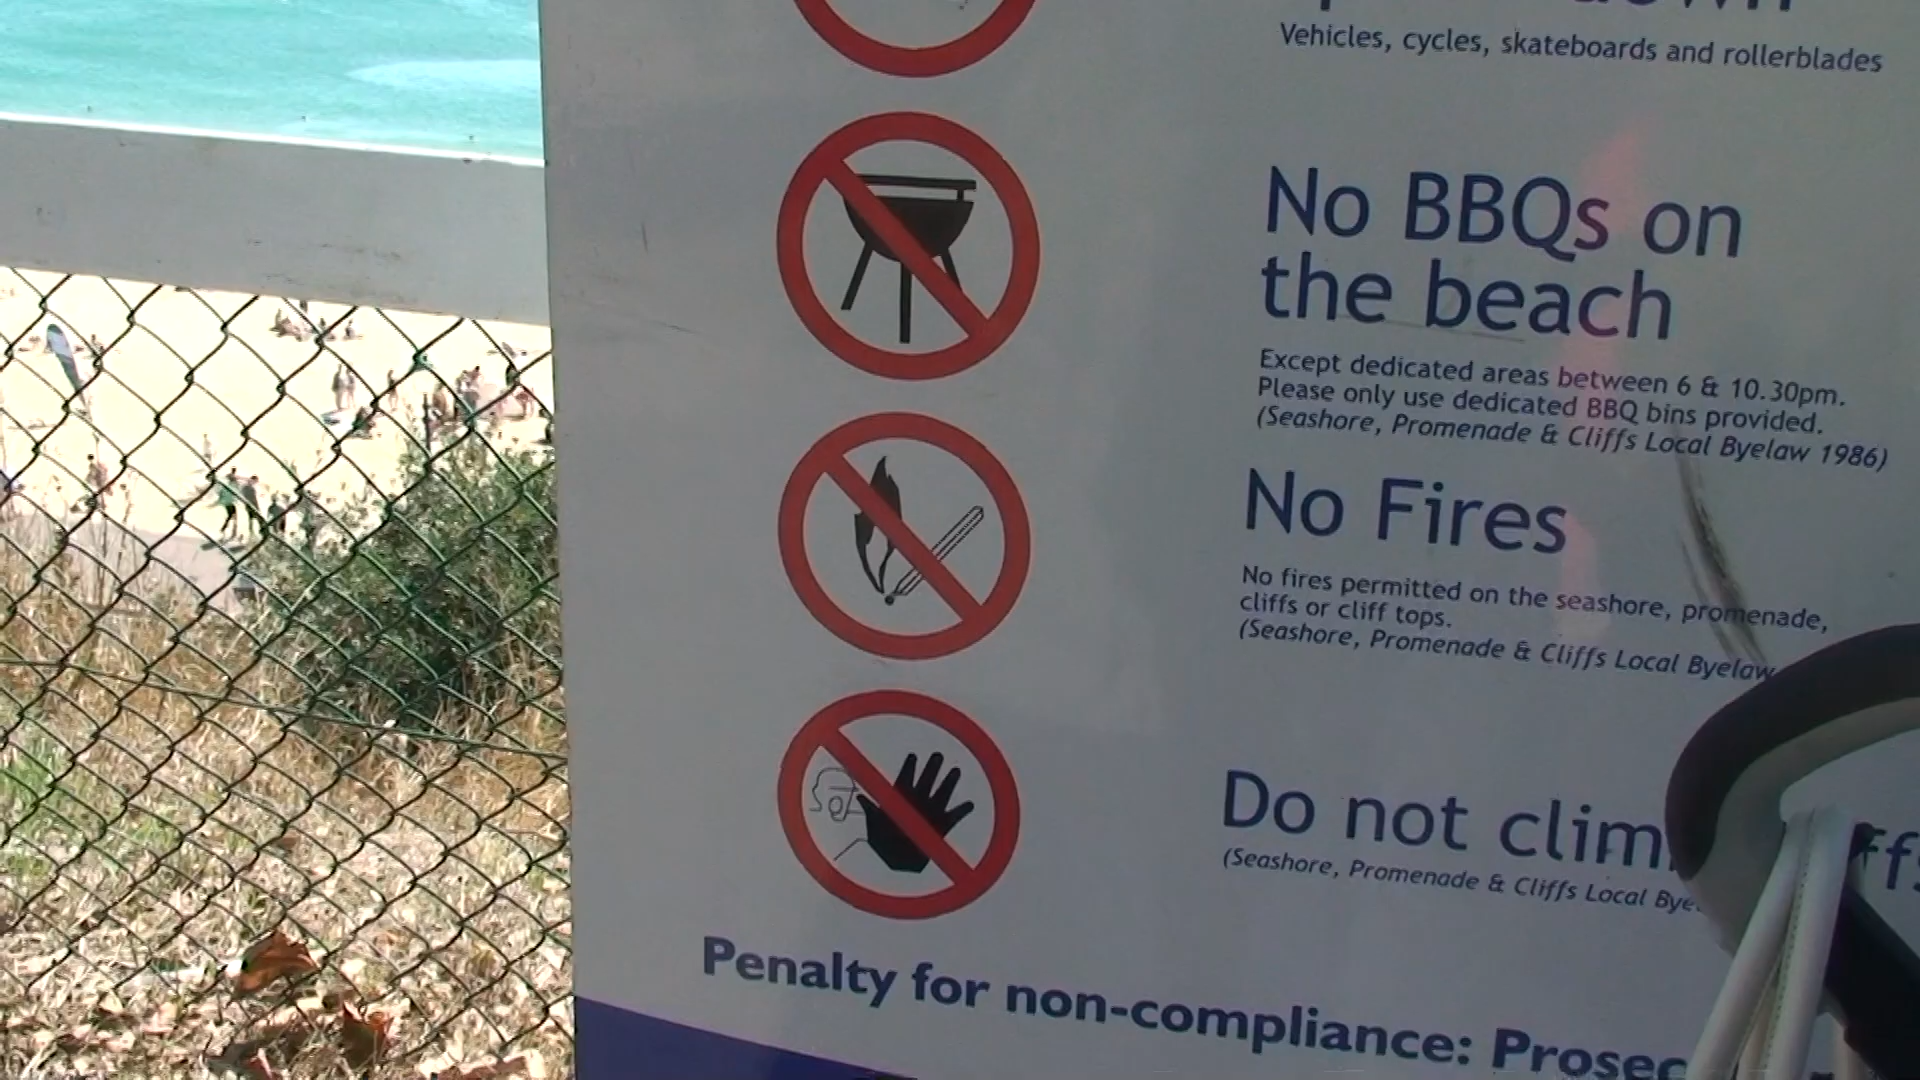 Vehicles, cycles, skateboards and rollerblades
No BBQs on
the beach
Except dedicated areas between 6 & 10.30pm.
Please only use dedicated BBQ bins provided.
(Seashore, Promenade & Cliffs Local Byelaw 1986)
No Fires
No fires permitted on the seashore, promenade,
cliffs or cliff tops.
(Seashore, Promenade & Cliffs Local Byelaw
Do not
(Seashore, Promenade & Cliffs Local
Penalty for non-compliance: